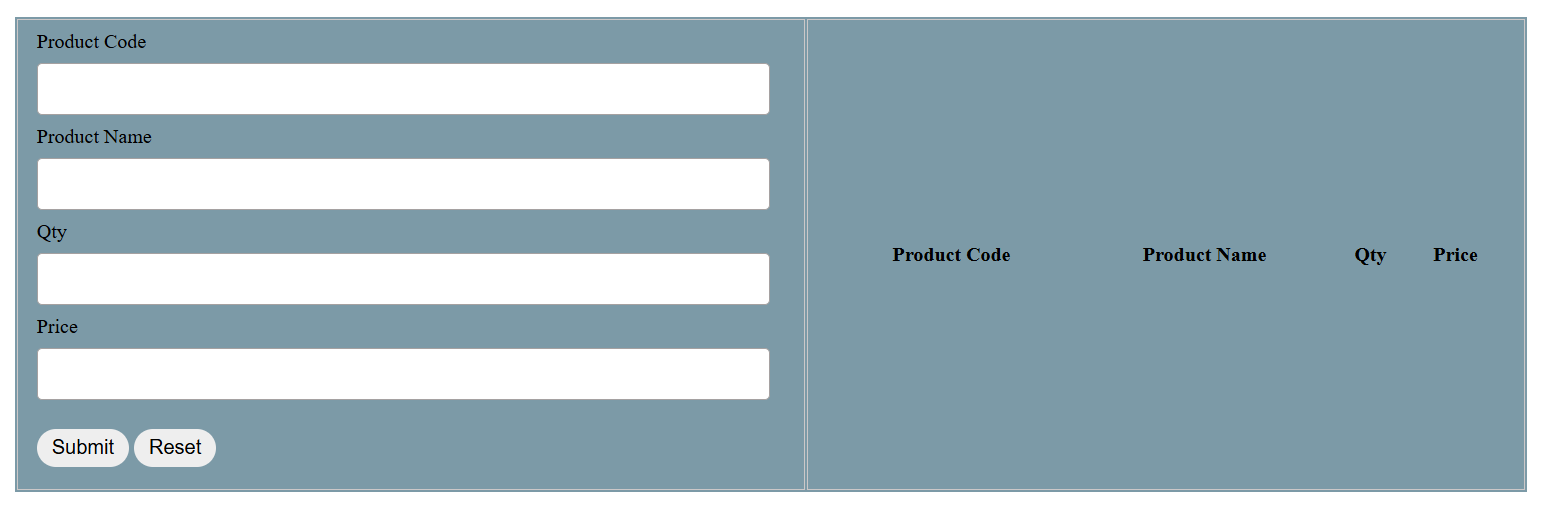 Product Code
Product Name
Qty
Price
Submit Reset
Product Code Product Name Qty Price